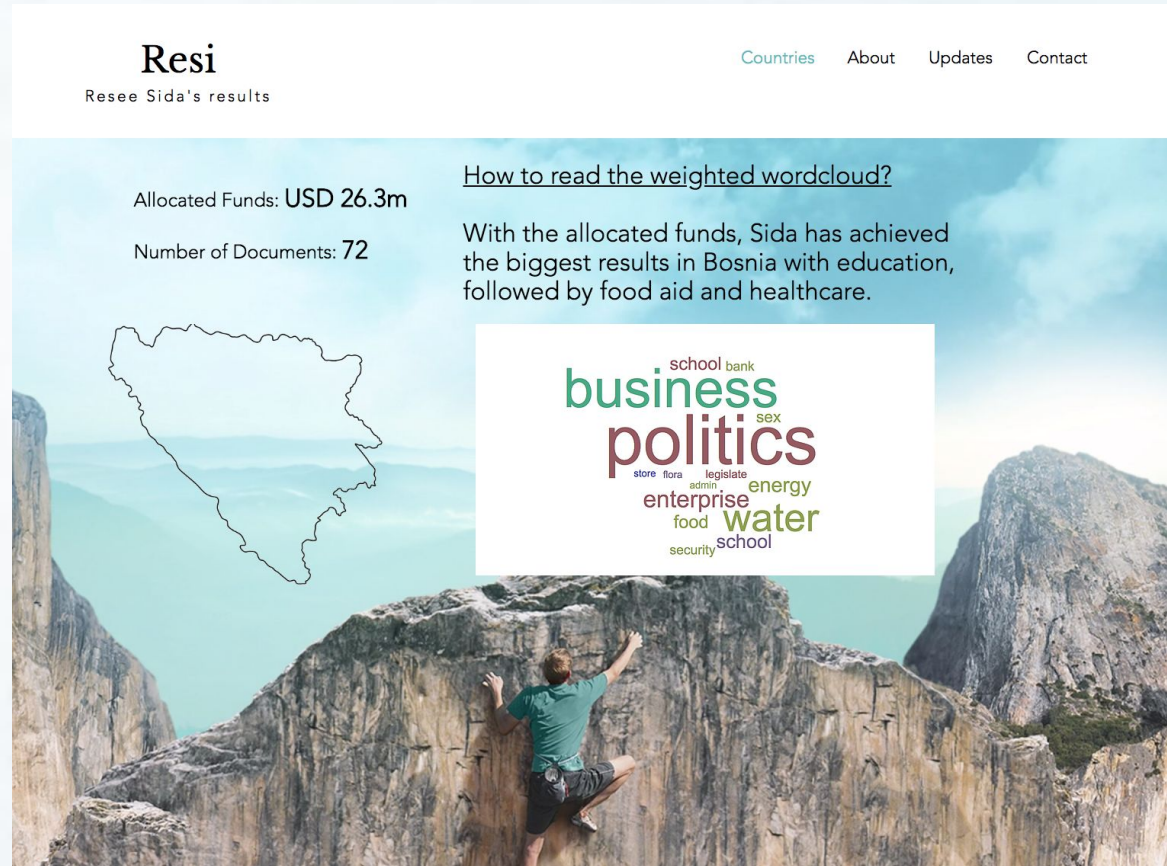 Resi
Resee Sida's results
Countries About Updates Contact
Allocated Funds: USD 26.3m
Number of Documents: 72
How to read the weighted wordcloud?
With the allocated funds, Sida has achieved
the biggest results in Bosnia with education,
followed by food aid and healthcare.
school bank
business
sex
politics
store flora legislate
admin energy
enterprise
food water
security school